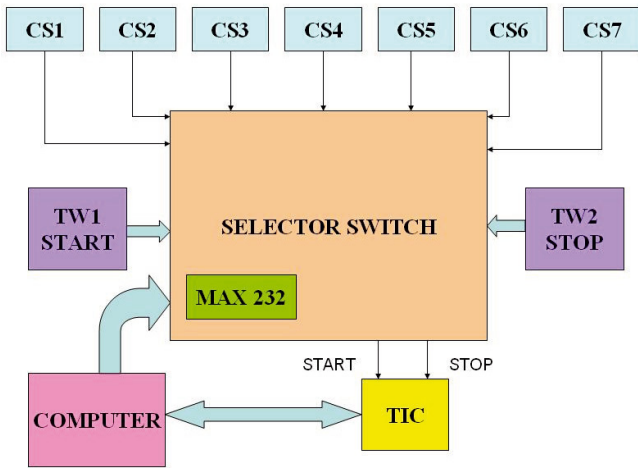 CS1
CS2
CS3
CS4
CS5
CS6
CS7
TW1
START
SELECTOR SWITCH
TW2
STOP
MAX 232
START
STOP
COMPUTER
TIC